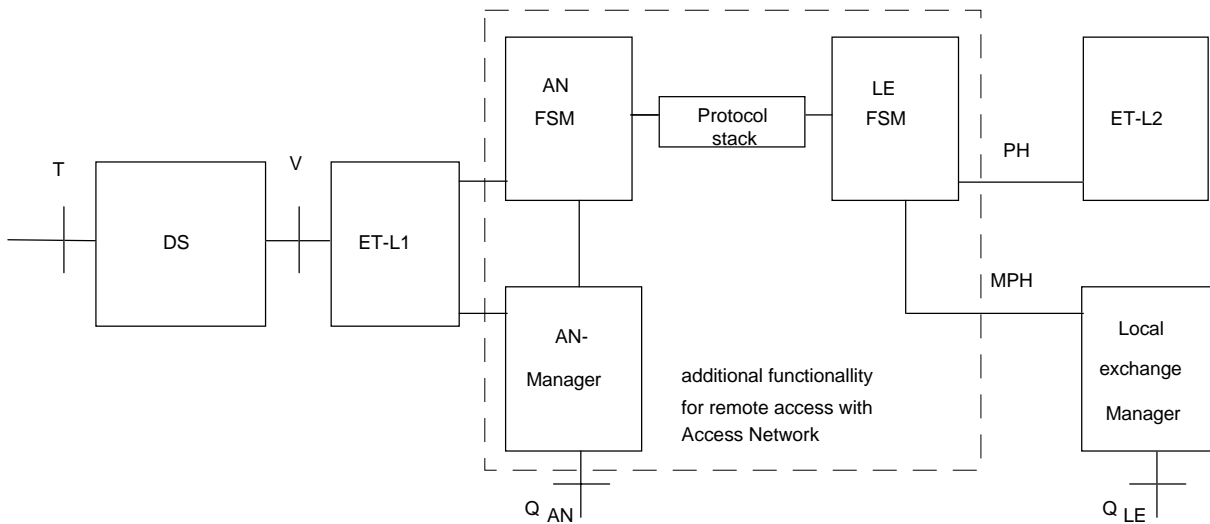 AN
FSM
Protocol
stack
LE
FSM
ET-L2
PH
T
V
DS
ET-L1
MPH
AN-
Manager
additional functionallity
for remote access with
Access Network
Local
exchange
Manager
Q AN
Q LE